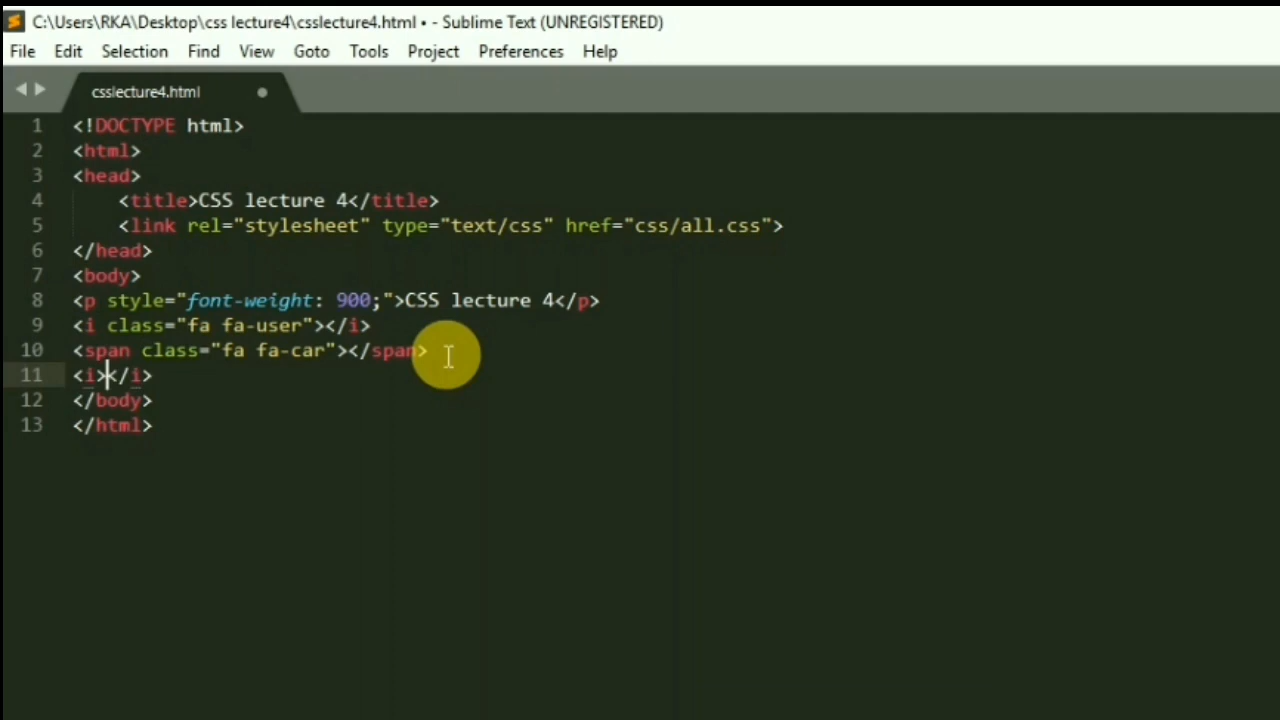 C:\Users\RKA\Desktop\css lecture4\csslecture4.html • - Sublime Text (UNREGISTERED)
File Edit Selection Find View Goto Tools Project Preferences Help
csslecture4.html
1 <!DOCTYPE html>
2 <html>
3 <head>
4 <title>CSS lecture 4</title>
5 <link rel="stylesheet" type="text/css" href="css/all.css">
6 </head>
7 <body>
8 <p style="font-weight: 900;">CSS lecture 4</p>
9 <i class="fa fa-user"></i>
10 <span class="fa fa-car"></span>
11 <i></i>
12 </body>
13 </html>